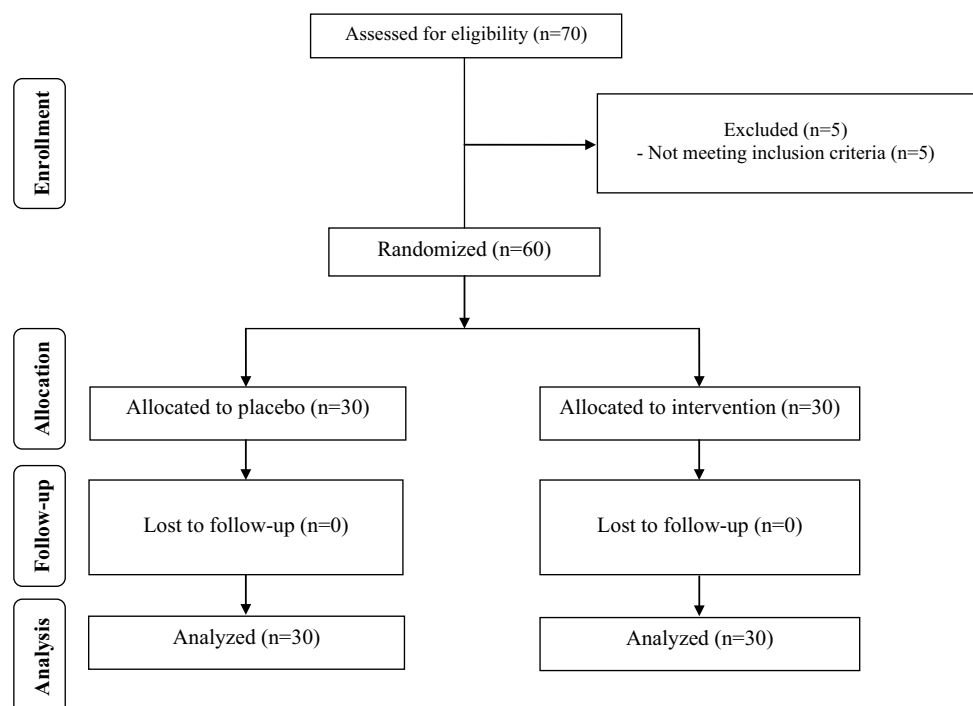 Assessed for eligibility (n=70)
Enrollment
Excluded (n=5)
- Not meeting inclusion criteria (n=5)
Randomized (n=60)
Allocation
Allocated to placebo (n=30)
Allocated to intervention (n=30)
Follow-up
Lost to follow-up (n=0)
Lost to follow-up (n=0)
Analysis
Analyzed (n=30)
Analyzed (n=30)